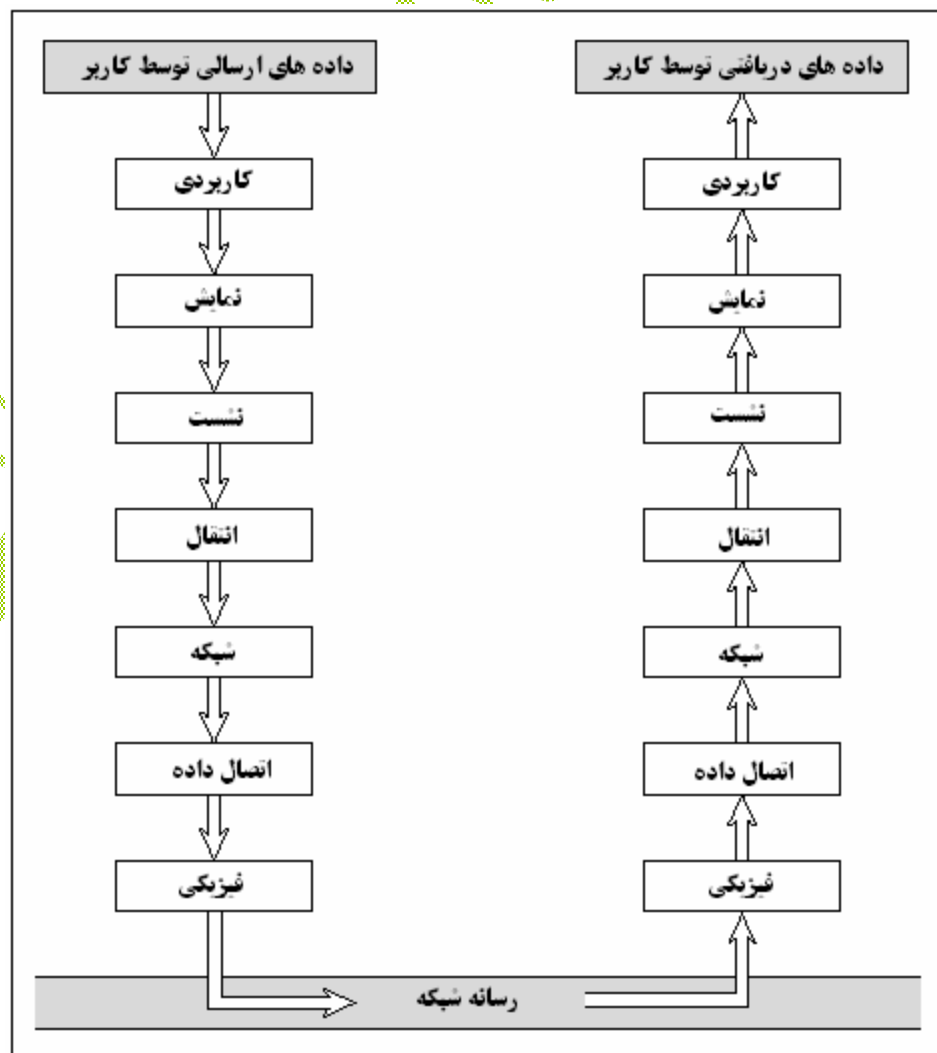 داده های ارسالی توسط کاربر
داده های دریافتی توسط کاربر
کاربردی
کاربردی
نمایش
نمایش
نشست
نشست
انتقال
انتقال
شبکه
شبکه
اتصال داده
اتصال داده
فیزیکی
فیزیکی
رسانه شبکه